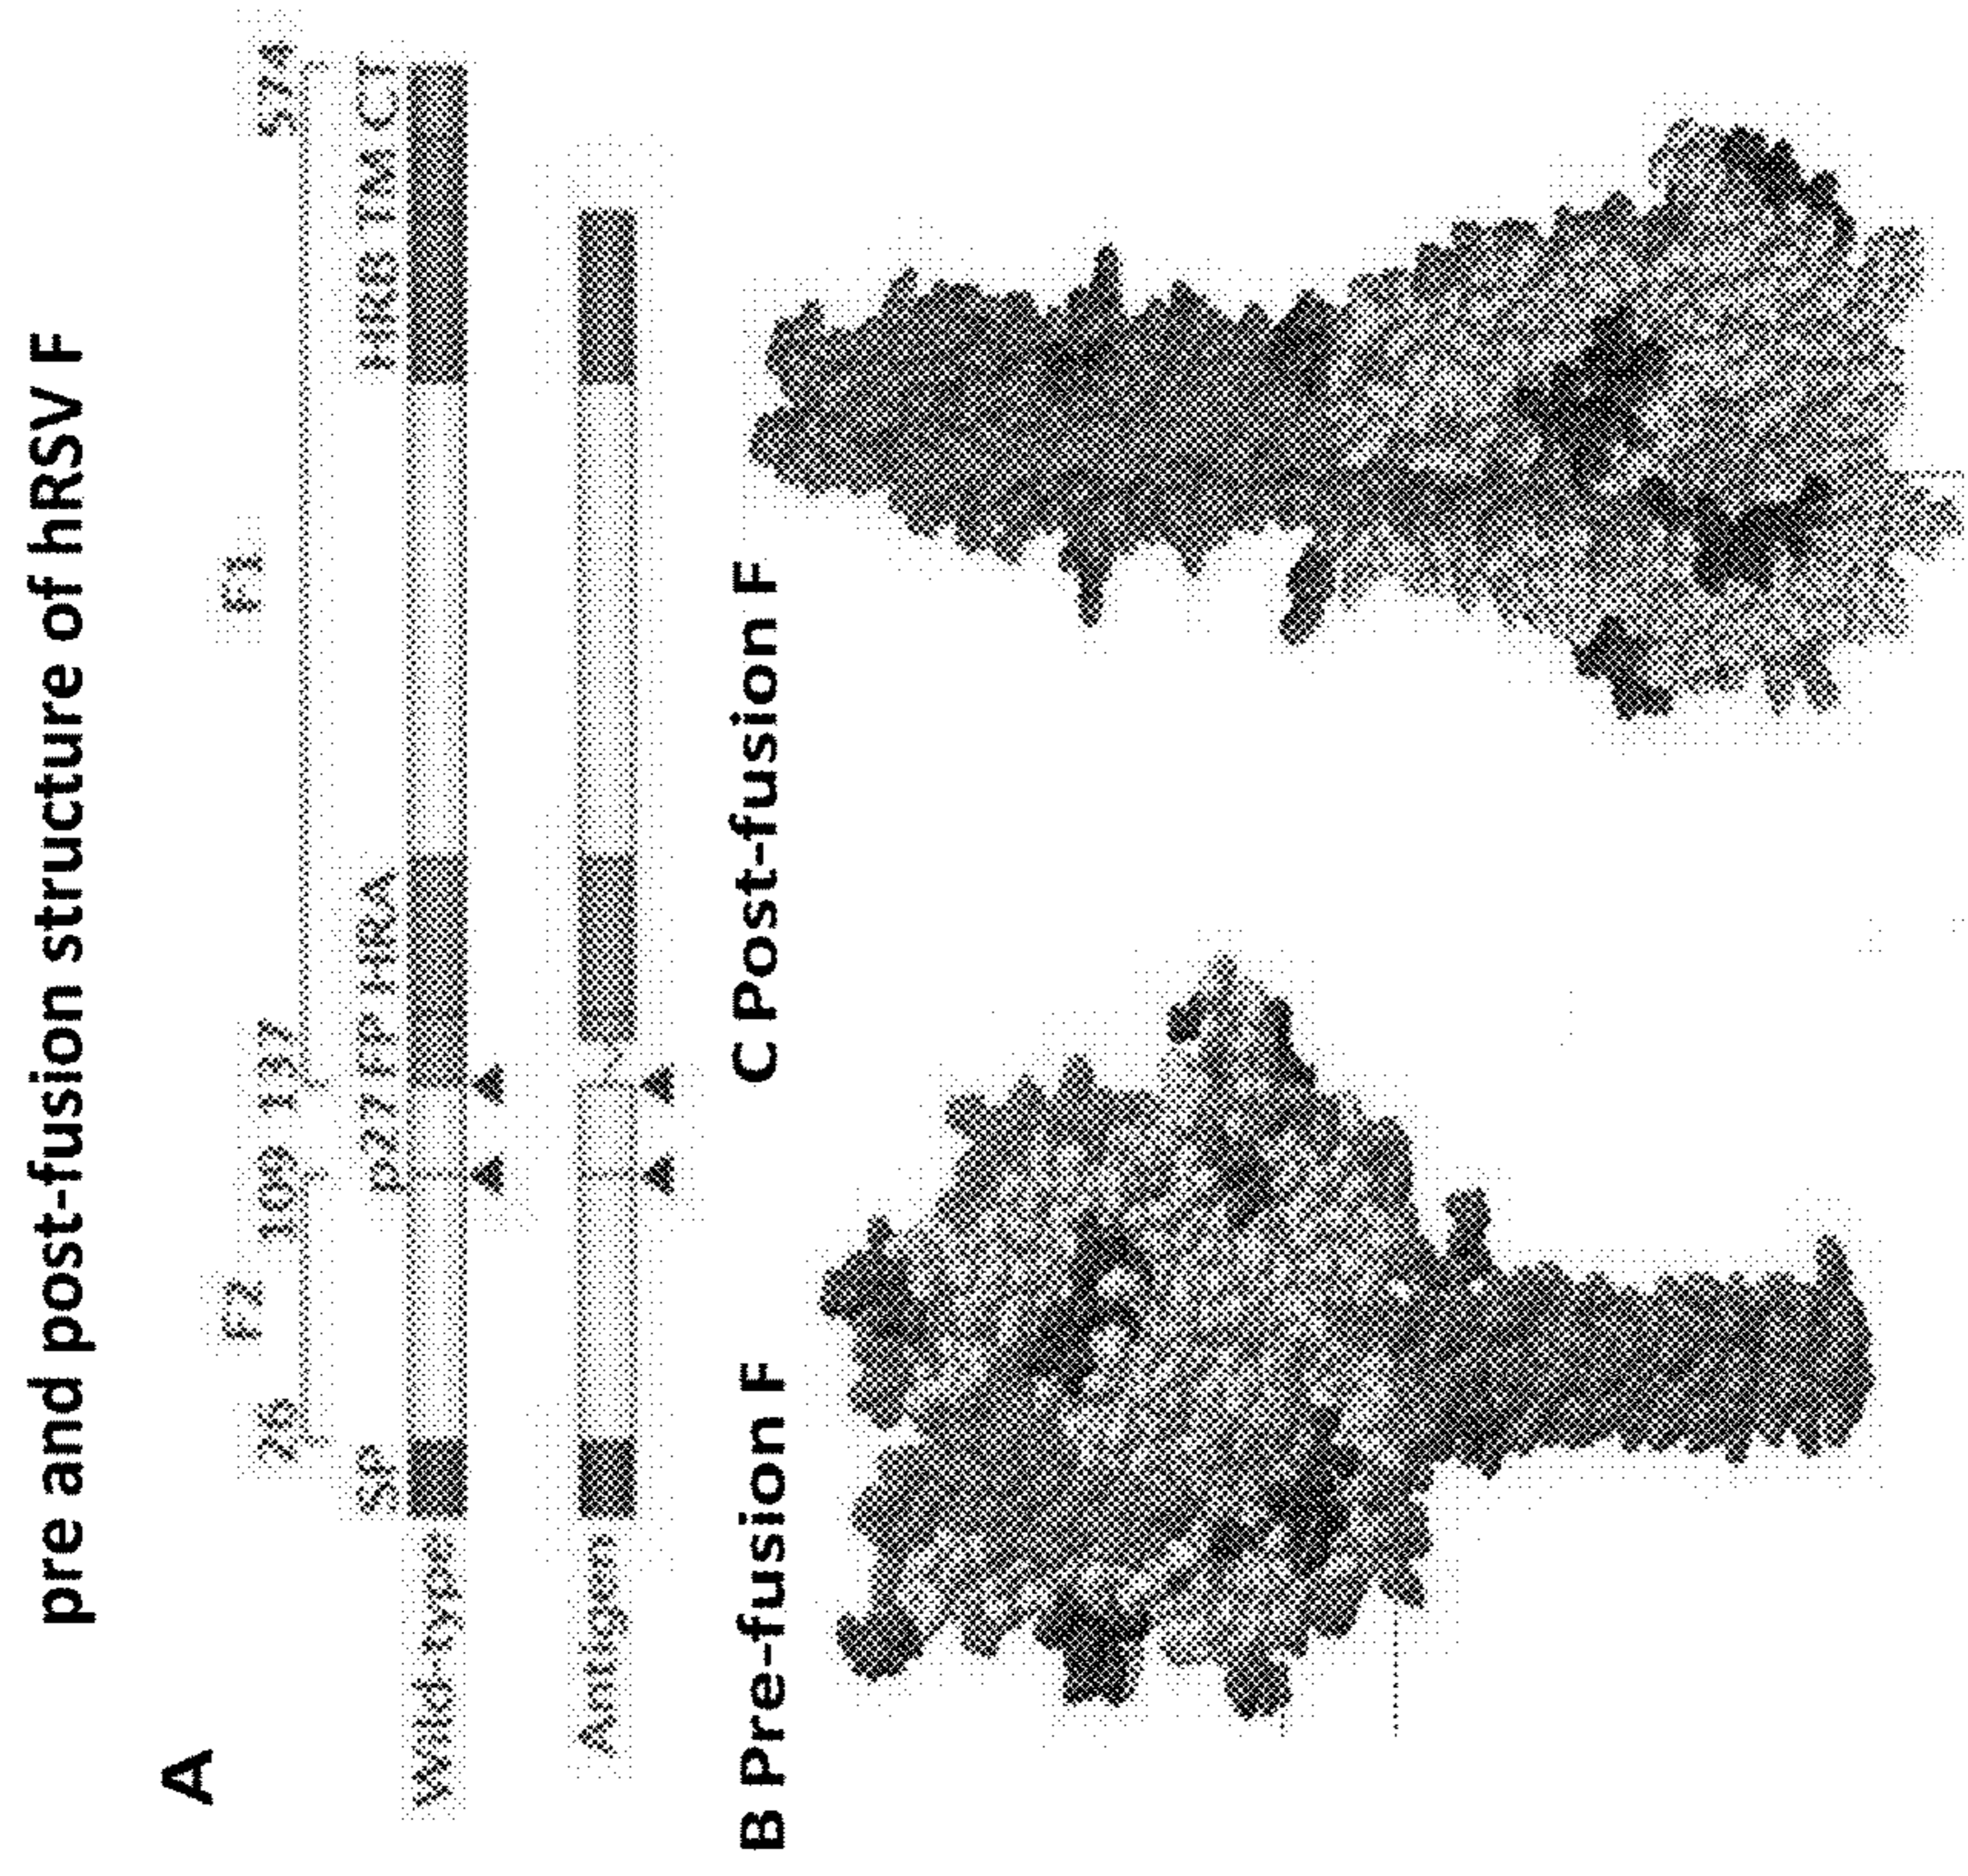 pre and post-fusion structure of hRSV F
A
F2 F1
26 109 137 574
SP p27 FP HRA HRB TM CT
Wild-type
Antigen
B Pre-fusion F
C Post-fusion F